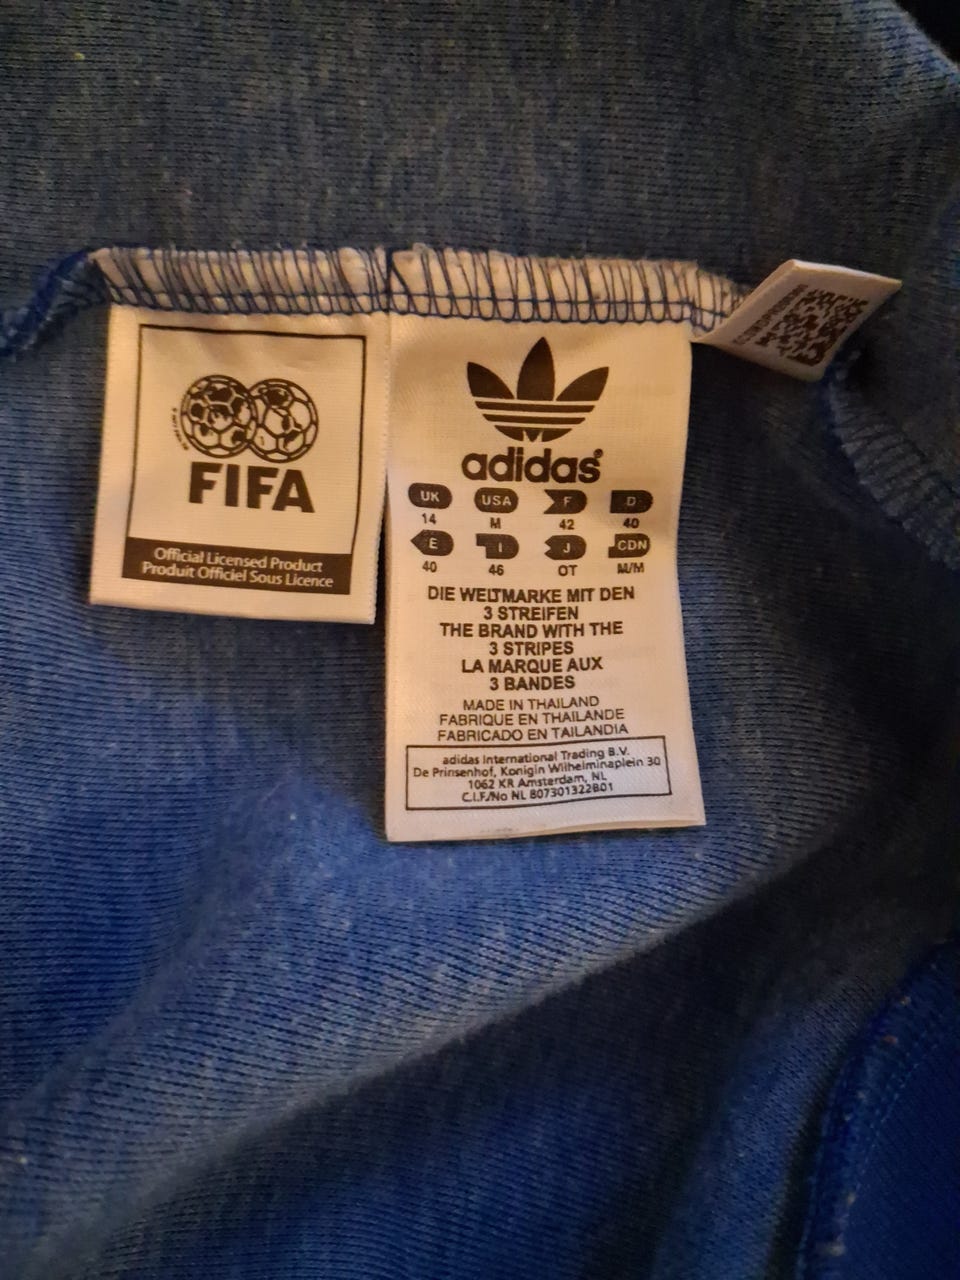 FIFA
Official Licensed Product
Produit Officiel Sous Licence
adidas
UK USA F D
14 M 42 40
E I J CDN
40 46 OT M/M
DIE WELTMARKE MIT DEN
3 STREIFEN
THE BRAND WITH THE
3 STRIPES
LA MARQUE AUX
3 BANDES
MADE IN THAILAND
FABRIQUE EN THAILANDE
FABRICADO EN TAILANDIA
adidas International Trading B.V.
De Prinsenhof, Konigin Wilhelminaplein 30
1062 KR Amsterdam, NL
C.I.F./No NL 807301322B01